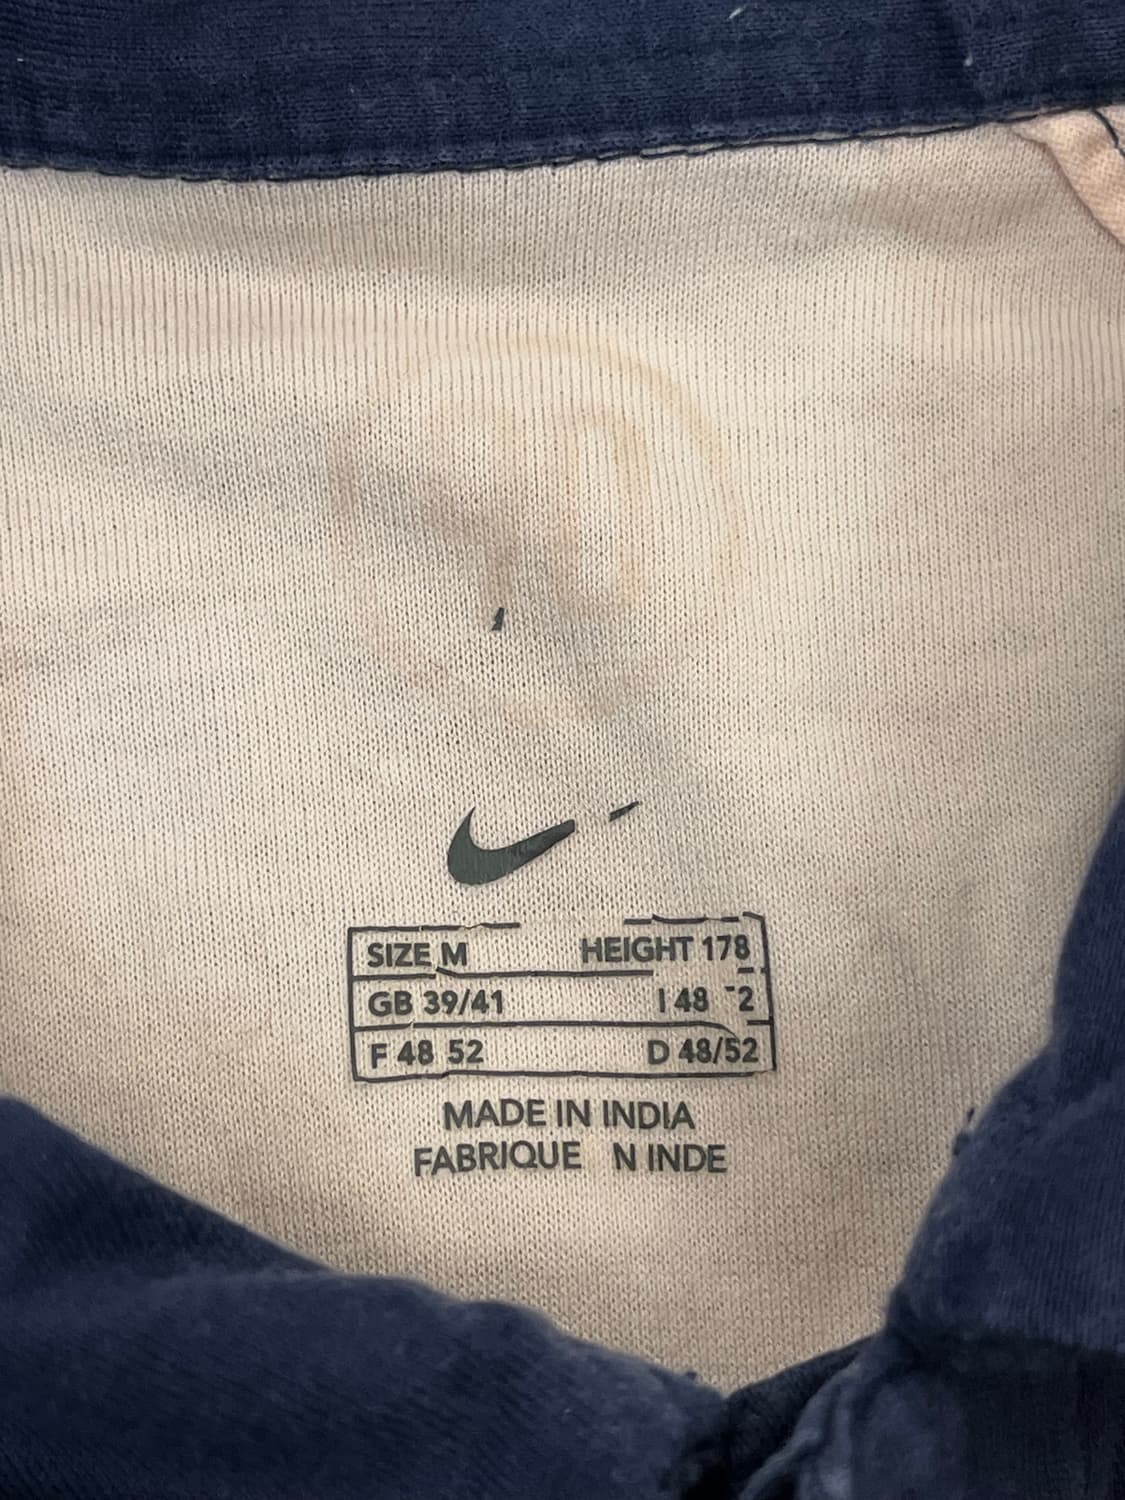 SIZE M HEIGHT 178
GB 39/41 I 48 2
F 48 52 D 48/52
MADE IN INDIA
FABRIQUE N INDE